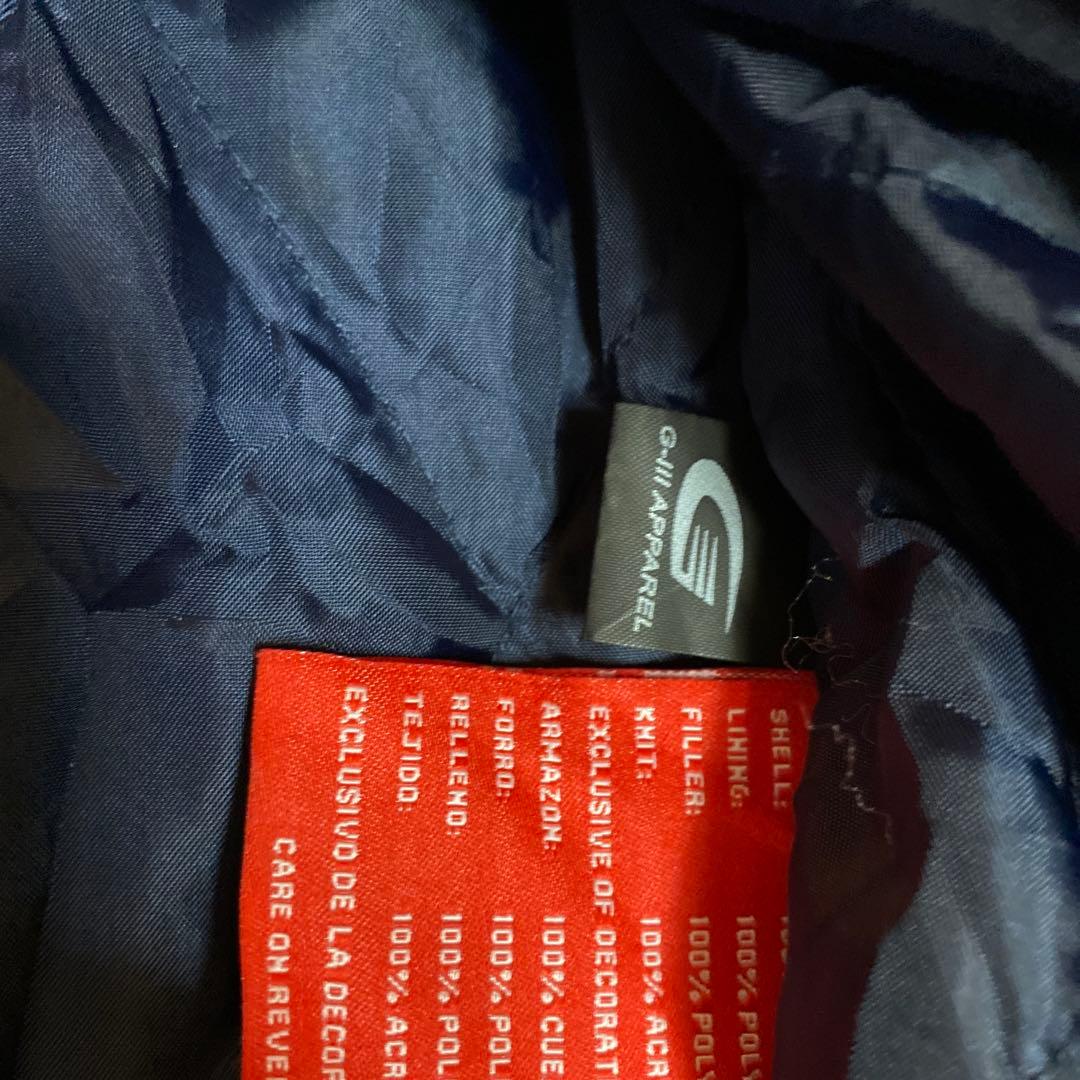 G-III APPAREL
SHELL:
LINING: 100% POLY
FILLER: 100% POLY
KNIT: 100% ACR
EXCLUSIVE OF DECORAT
ARMAZON: 100% CUE
FORRO: 100% POLI
RELLENO: 100% POL
TEJIDO: 100% ACR
EXCLUSIVO DE LA DECOR
CARE ON REVE